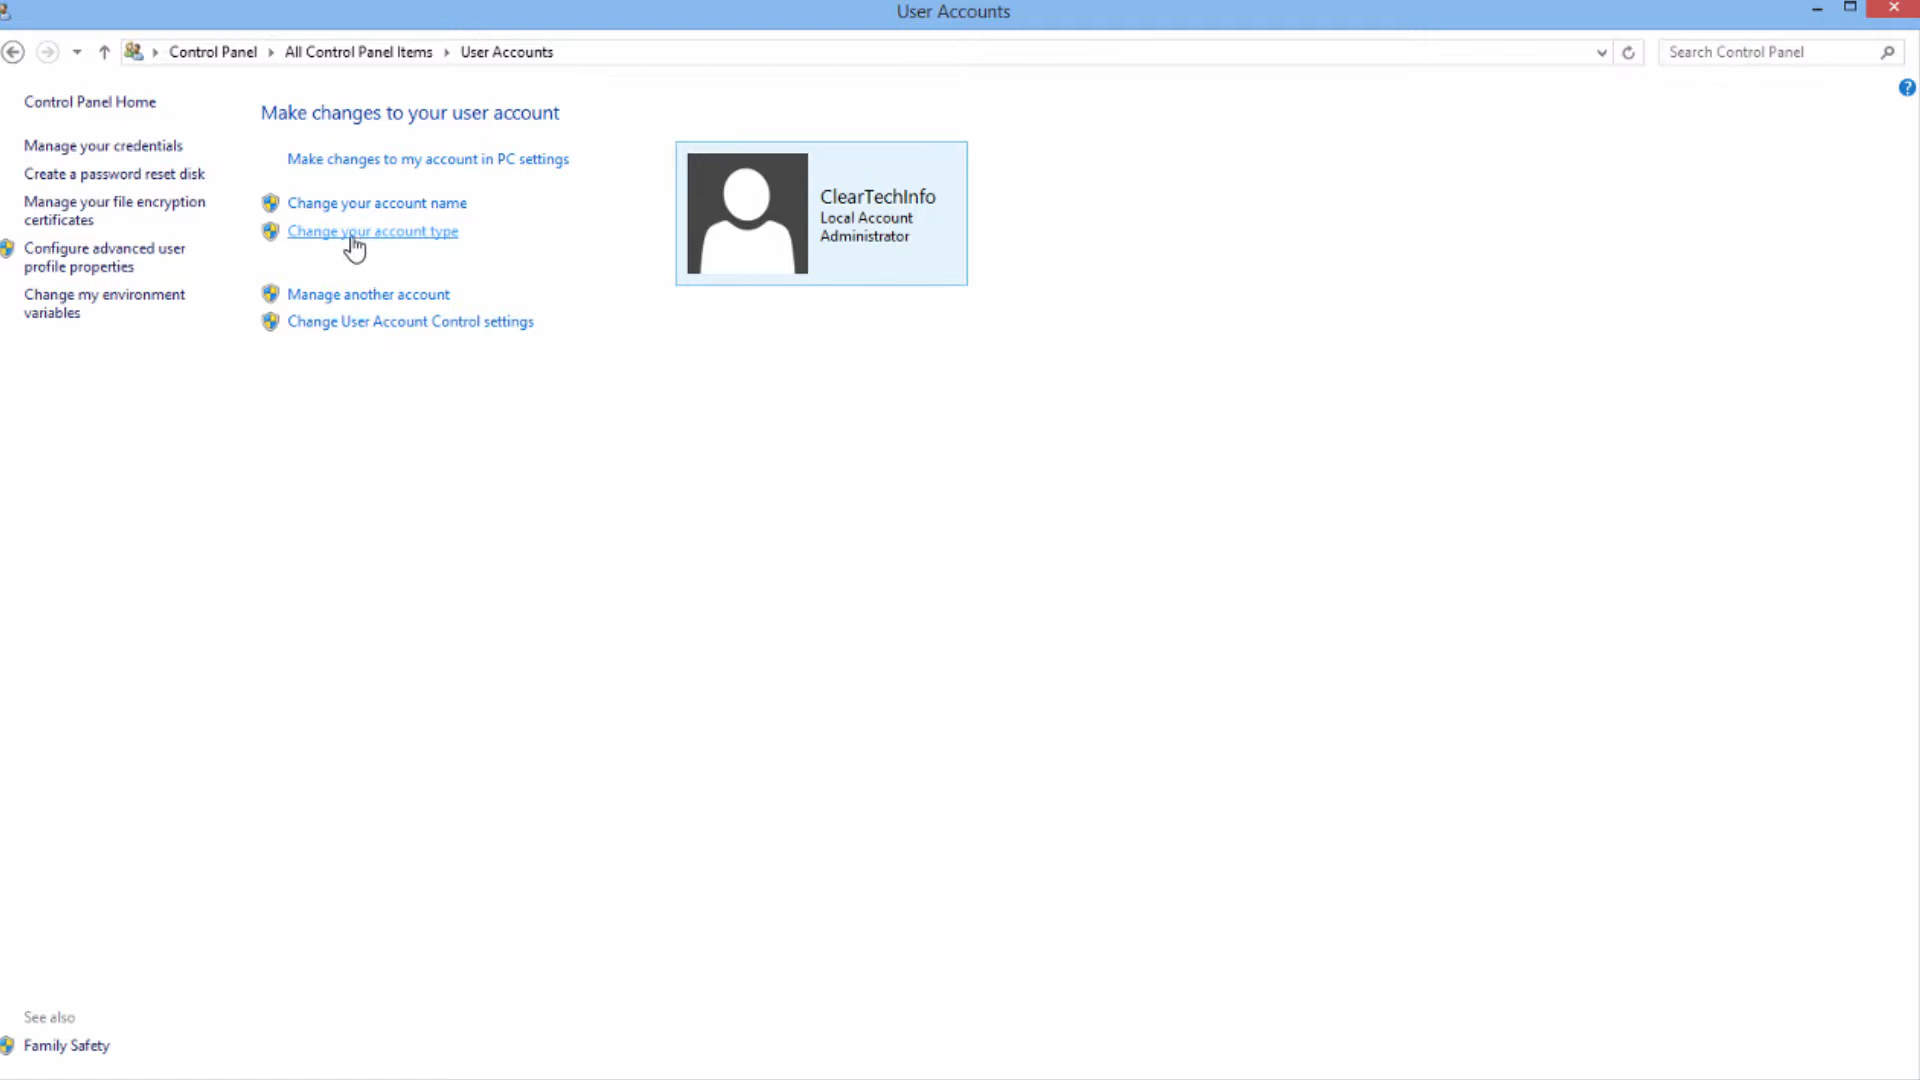 User Accounts
Control Panel All Control Panel Items User Accounts
Search Control Panel
Control Panel Home
Manage your credentials
Create a password reset disk
Manage your file encryption
certificates
Configure advanced user
profile properties
Change my environment
variables
Make changes to your user account
Make changes to my account in PC settings
Change your account name
Change your account type
Manage another account
Change User Account Control settings
ClearTechInfo
Local Account
Administrator
See also
Family Safety